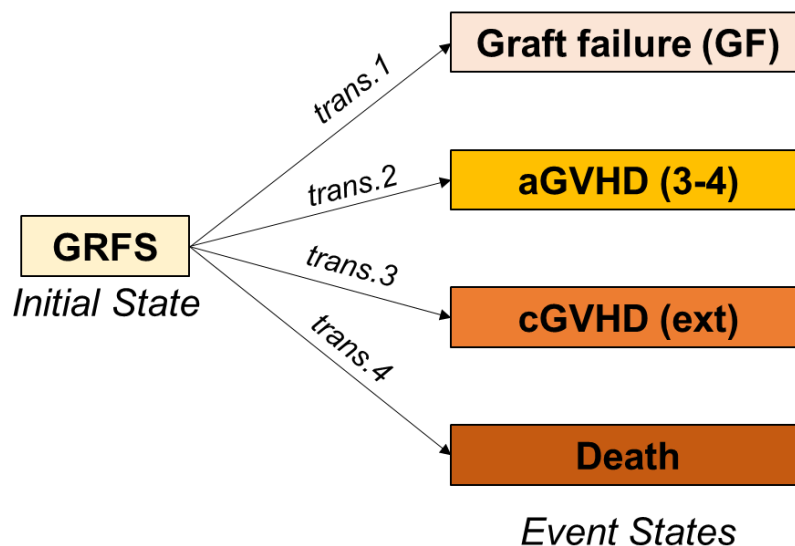 Graft failure (GF)
trans.1
aGVHD (3-4)
trans.2
GRFS
Initial State
trans.3
cGVHD (ext)
trans.4
Death
Event States